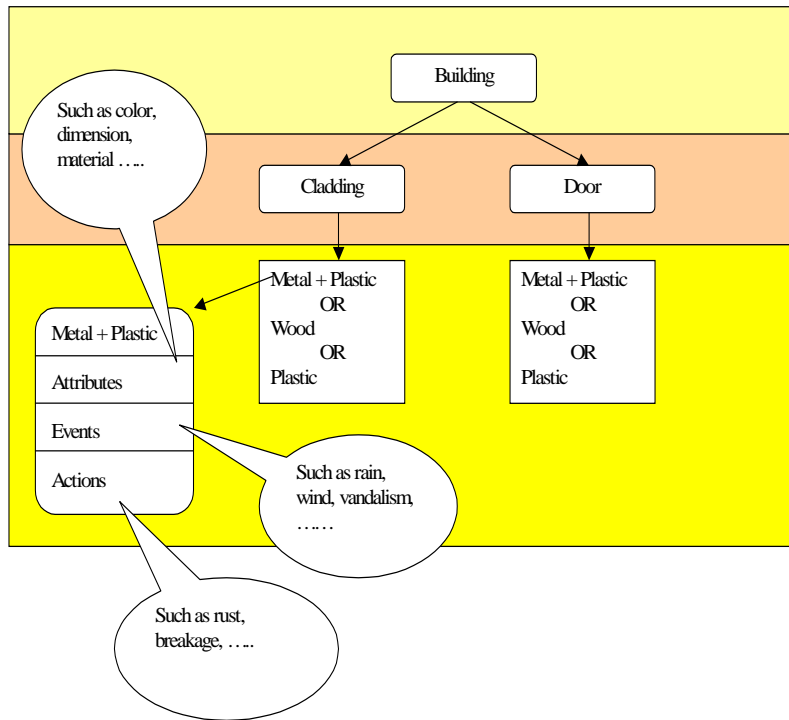 Building
Such as color,
dimension,
material …..
Cladding
Door
Metal + Plastic
OR
Wood
OR
Plastic
Metal + Plastic
OR
Wood
OR
Plastic
Metal + Plastic
Attributes
Events
Actions
Such as rain,
wind, vandalism,
……
Such as rust,
breakage, …..